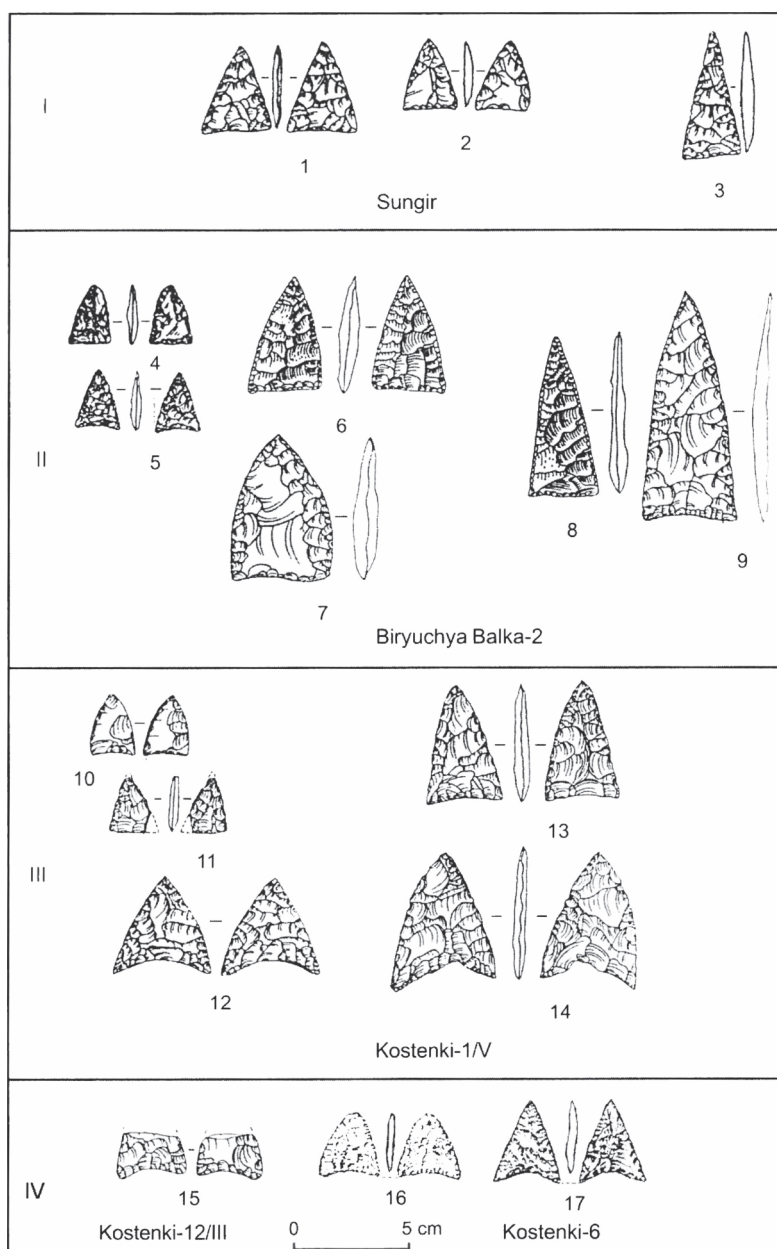 I
1
2
3
Sungir
II
4
5
6
7
8
9
Biryuchya Balka-2
III
10
11
12
13
14
Kostenki-1/V
IV
15
16
17
Kostenki-12/III
0 5 cm
Kostenki-6